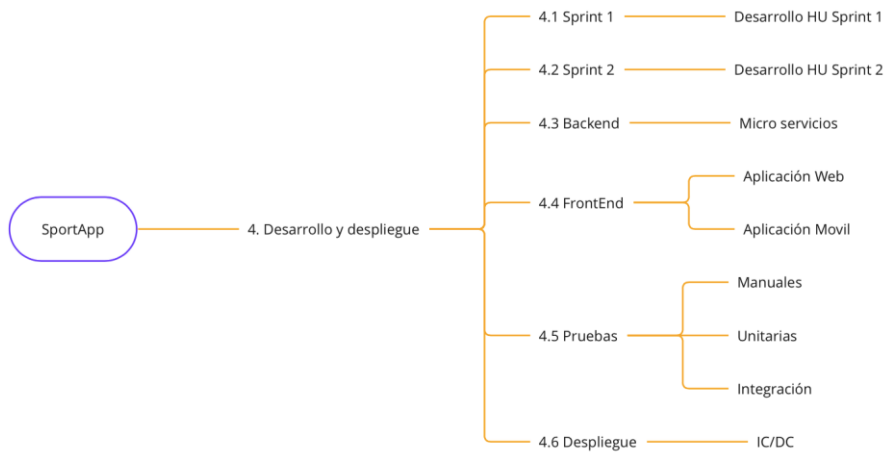 SportApp
4. Desarrollo y despliegue
4.1 Sprint 1
Desarrollo HU Sprint 1
4.2 Sprint 2
Desarrollo HU Sprint 2
4.3 Backend
Micro servicios
4.4 FrontEnd
Aplicación Web
Aplicación Movil
4.5 Pruebas
Manuales
Unitarias
Integración
4.6 Despliegue
IC/DC